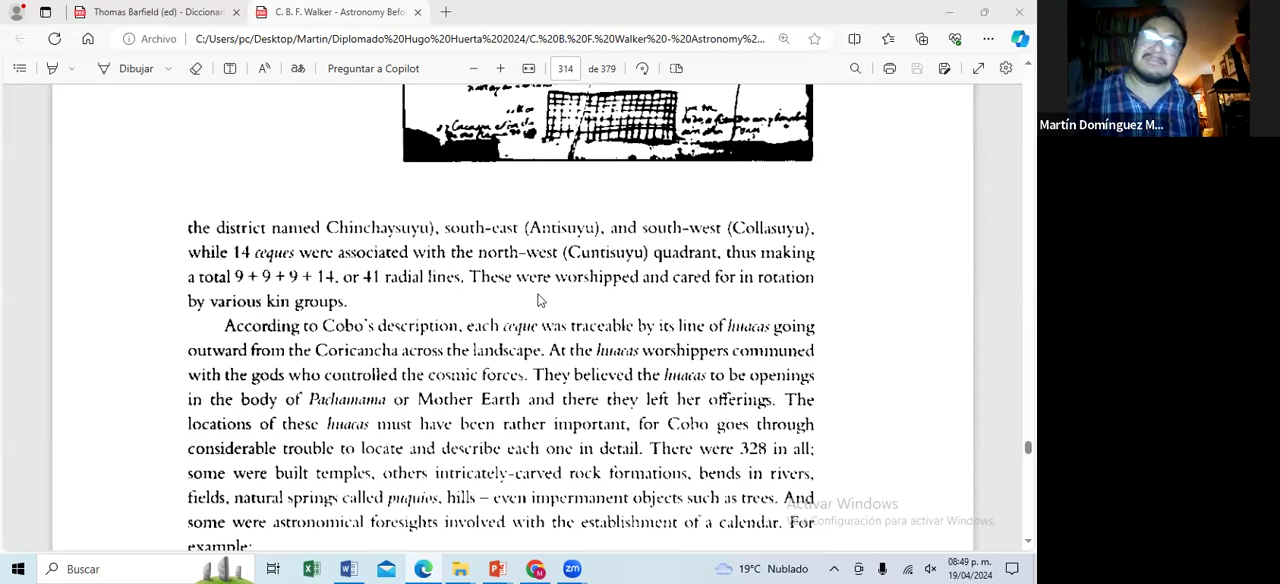 Thomas Barfield (ed) - Diccionari
C. B. F. Walker - Astronomy Befor
Archivo
C:/Users/pc/Desktop/Martin/Diplomado%20Hugo%20Huerta%202024/C.%20B.%20F.%20Walker%20-%20Astronomy%...
Dibujar
Preguntar a Copilot
314
de 379
Martín Domínguez M...
the district named Chinchaysuyu), south-east (Antisuyu), and south-west (Collasuyu),
while 14 ceques were associated with the north-west (Cuntisuyu) quadrant, thus making
a total 9 + 9 + 9 + 14, or 41 radial lines. These were worshipped and cared for in rotation
by various kin groups.
According to Cobo's description, each ceque was traceable by its line of huacas going
outward from the Coricancha across the landscape. At the huacas worshippers communed
with the gods who controlled the cosmic forces. They believed the huacas to be openings
in the body of Pachamama or Mother Earth and there they left her offerings. The
locations of these huacas must have been rather important, for Cobo goes through
considerable trouble to locate and describe each one in detail. There were 328 in all;
some were built temples, others intricately-carved rock formations, bends in rivers,
fields, natural springs called puquios, hills – even impermanent objects such as trees. And
some were astronomical foresights involved with the establishment of a calendar. For
example:
Activar Windows
Configuración para activar Windows.
Buscar
19°C Nublado
08:49 p. m.
19/04/2024